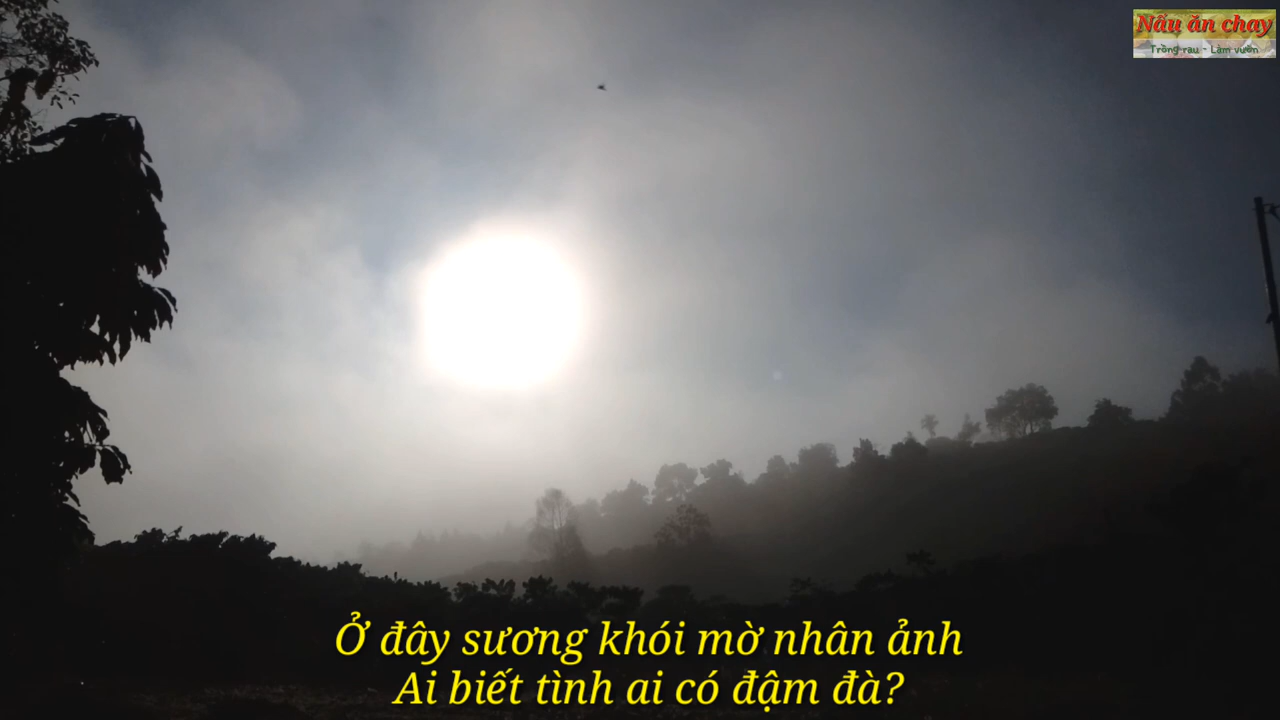 Nấu ăn chay
Trồng rau - Làm vườn
Ở đây sương khói mờ nhân ảnh
Ai biết tình ai có đậm đà?